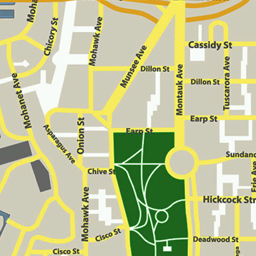 Mohawk
Chicory St
Mohawk Ave
Munsee Ave
Cassidy St
Dillon St
Dillon St
Montauk Ave
Tuscarora Ave
Mohanet Ave
Asparagus Ave
Onion St
Earp St
Earp St
Sundance
Chive St
Mohawk Ave
Erie Ave
Hickcock Str
Cisco St
Cisco St
Deadwood St